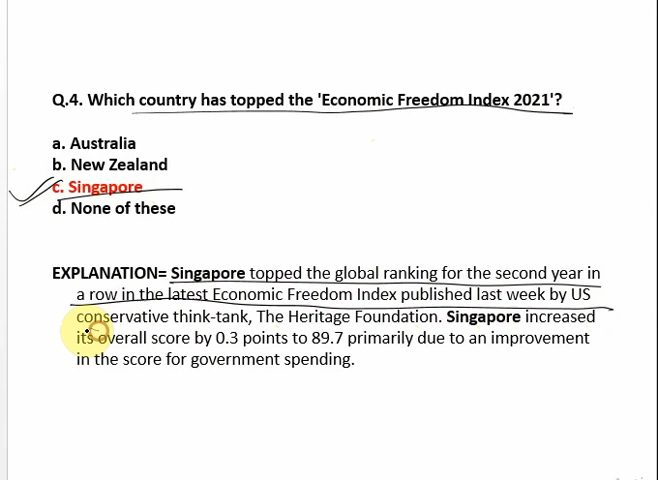 Q.4. Which country has topped the 'Economic Freedom Index 2021'?
a. Australia
b. New Zealand
c. Singapore
d. None of these
EXPLANATION= Singapore topped the global ranking for the second year in
a row in the latest Economic Freedom Index published last week by US
conservative think-tank, The Heritage Foundation. Singapore increased
its overall score by 0.3 points to 89.7 primarily due to an improvement
in the score for government spending.